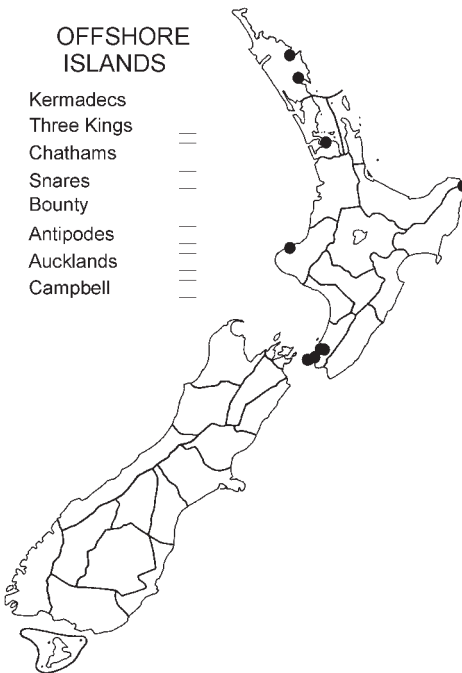 OFFSHORE
ISLANDS
Kermadecs
Three Kings
Chathams
Snares
Bounty
Antipodes
Aucklands
Campbell